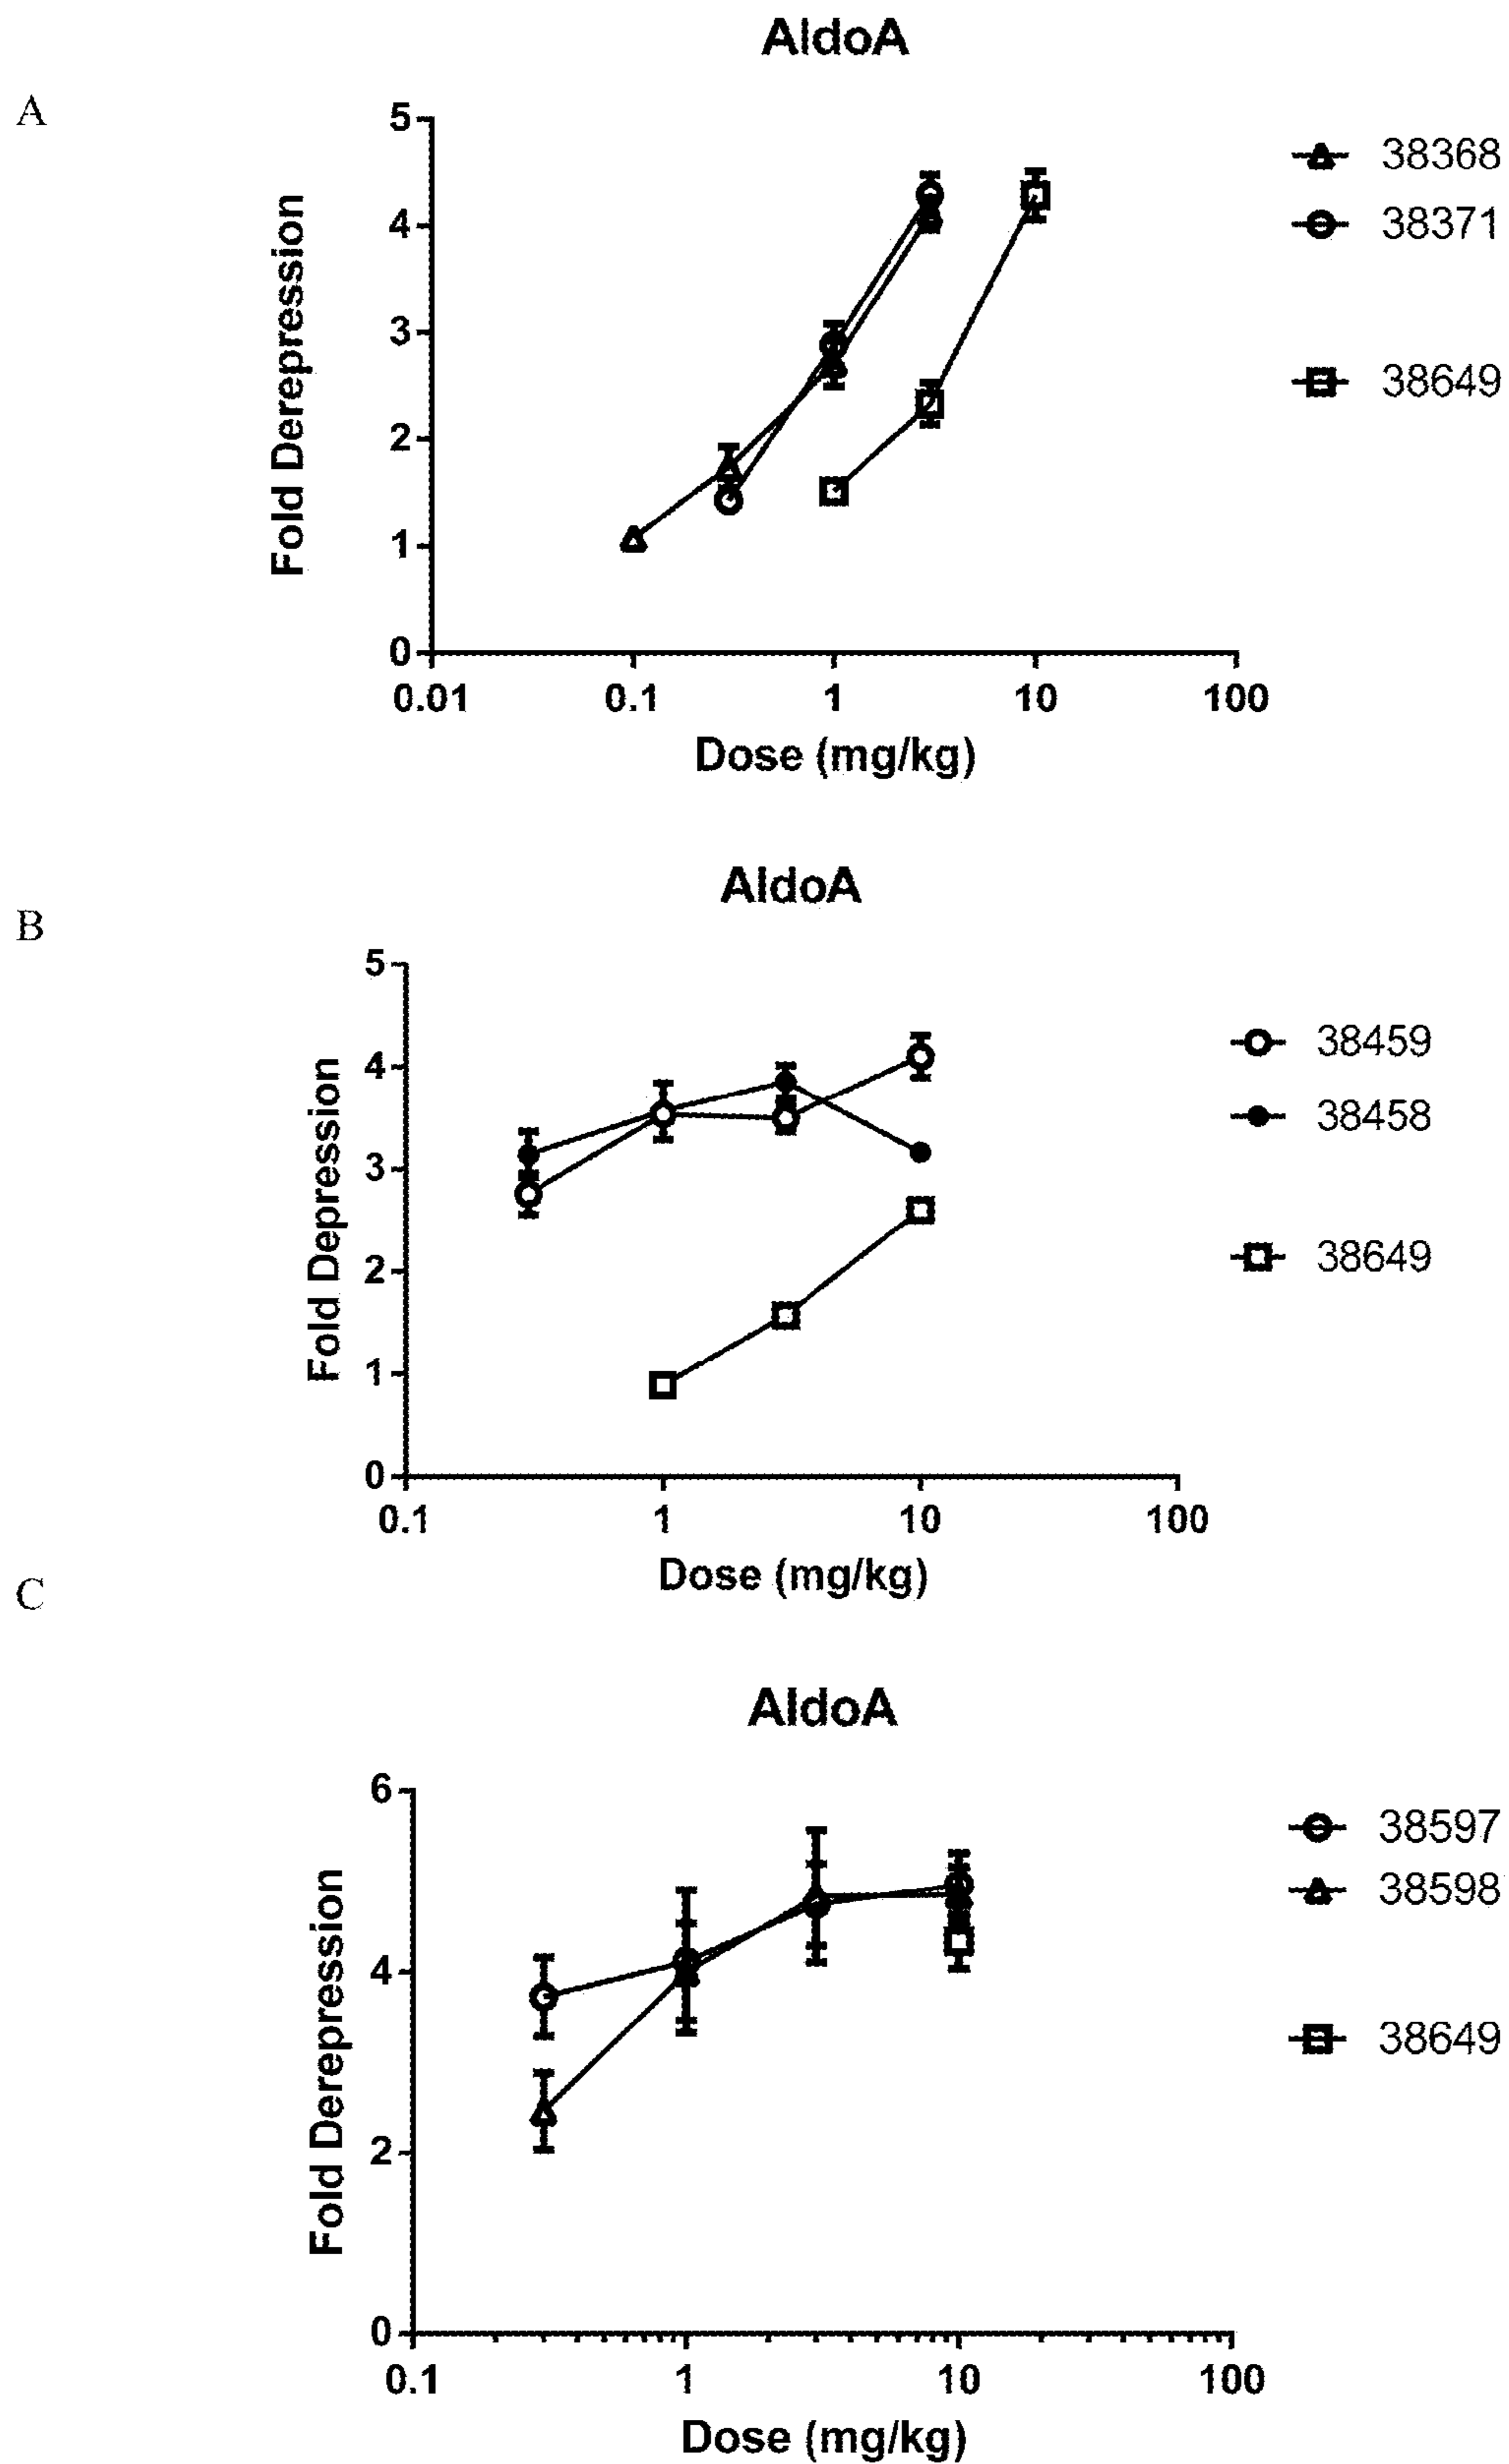 AldoA
A
5
4
3
2
1
0
Fold Derepression
0.01 0.1 1 10 100
Dose (mg/kg)
38368
38371
38649
AldoA
B
5
4
3
2
1
0
Fold Depression
0.1 1 10 100
Dose (mg/kg)
38459
38458
38649
C
AldoA
6
4
2
0
Fold Derepression
0.1 1 10 100
Dose (mg/kg)
38597
38598
38649